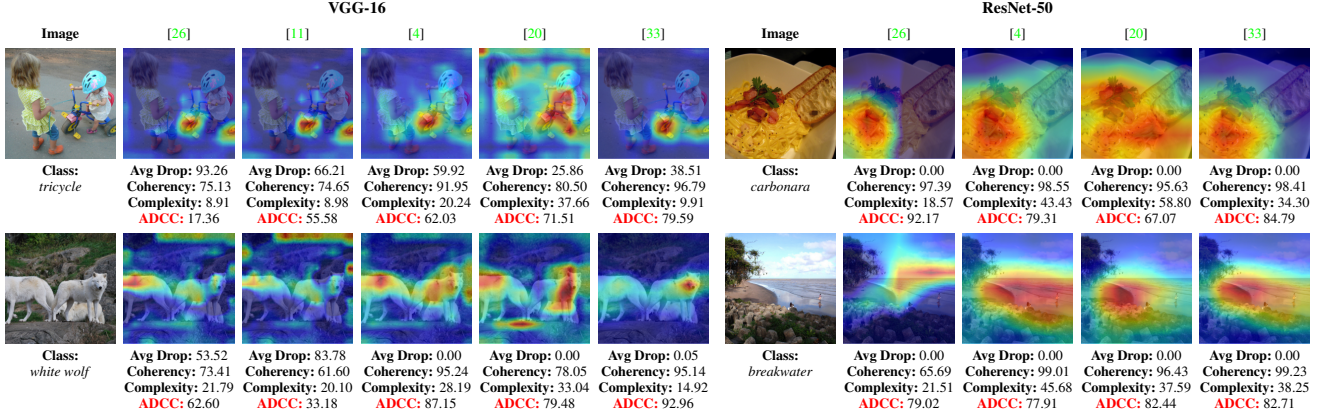 VGG-16 ResNet-50
Image [26] [11] [4] [20] [33] Image [26] [4] [20] [33]
Class: Avg Drop: 93.26 Avg Drop: 66.21 Avg Drop: 59.92 Avg Drop: 25.86 Avg Drop: 38.51 Class: Avg Drop: 0.00 Avg Drop: 0.00 Avg Drop: 0.00 Avg Drop: 0.00
tricycle Coherency: 75.13 Coherency: 74.65 Coherency: 91.95 Coherency: 80.50 Coherency: 96.79 carbonara Coherency: 97.39 Coherency: 98.55 Coherency: 95.63 Coherency: 98.41
Complexity: 8.91 Complexity: 8.98 Complexity: 20.24 Complexity: 37.66 Complexity: 9.91 Complexity: 18.57 Complexity: 43.43 Complexity: 58.80 Complexity: 34.30
ADCC: 17.36 ADCC: 55.58 ADCC: 62.03 ADCC: 71.51 ADCC: 79.59 ADCC: 92.17 ADCC: 79.31 ADCC: 67.07 ADCC: 84.79
Class: Avg Drop: 53.52 Avg Drop: 83.78 Avg Drop: 0.00 Avg Drop: 0.00 Avg Drop: 0.05 Class: Avg Drop: 0.00 Avg Drop: 0.00 Avg Drop: 0.00 Avg Drop: 0.00
white wolf Coherency: 73.41 Coherency: 61.60 Coherency: 95.24 Coherency: 78.05 Coherency: 95.14 breakwater Coherency: 65.69 Coherency: 99.01 Coherency: 96.43 Coherency: 99.23
Complexity: 21.79 Complexity: 20.10 Complexity: 28.19 Complexity: 33.04 Complexity: 14.92 Complexity: 21.51 Complexity: 45.68 Complexity: 37.59 Complexity: 38.25
ADCC: 62.60 ADCC: 33.18 ADCC: 87.15 ADCC: 79.48 ADCC: 92.96 ADCC: 79.02 ADCC: 77.91 ADCC: 82.44 ADCC: 82.71